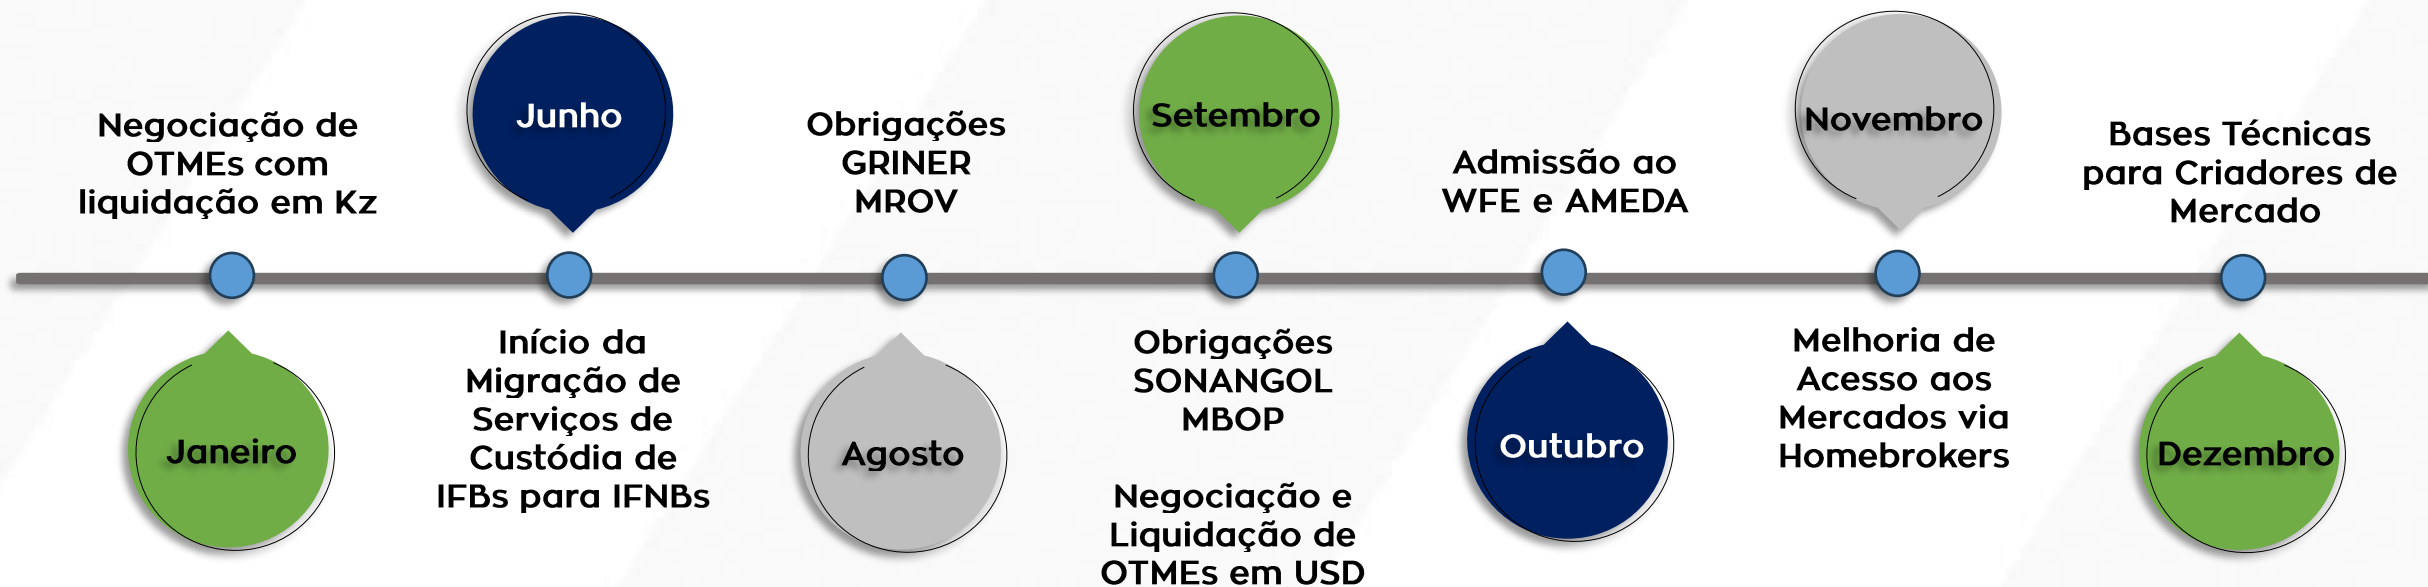 Negociação de
OTMEs com
liquidação em Kz
Janeiro
Junho
Início da
Migração de
Serviços de
Custódia de
IFBs para IFNBs
Obrigações
GRINER
MROV
Agosto
Setembro
Obrigações
SONANGOL
MBOP
Negociação e
Liquidação de
OTMEs em USD
Admissão ao
WFE e AMEDA
Outubro
Novembro
Melhoria de
Acesso aos
Mercados via
Homebrokers
Bases Técnicas
para Criadores de
Mercado
Dezembro